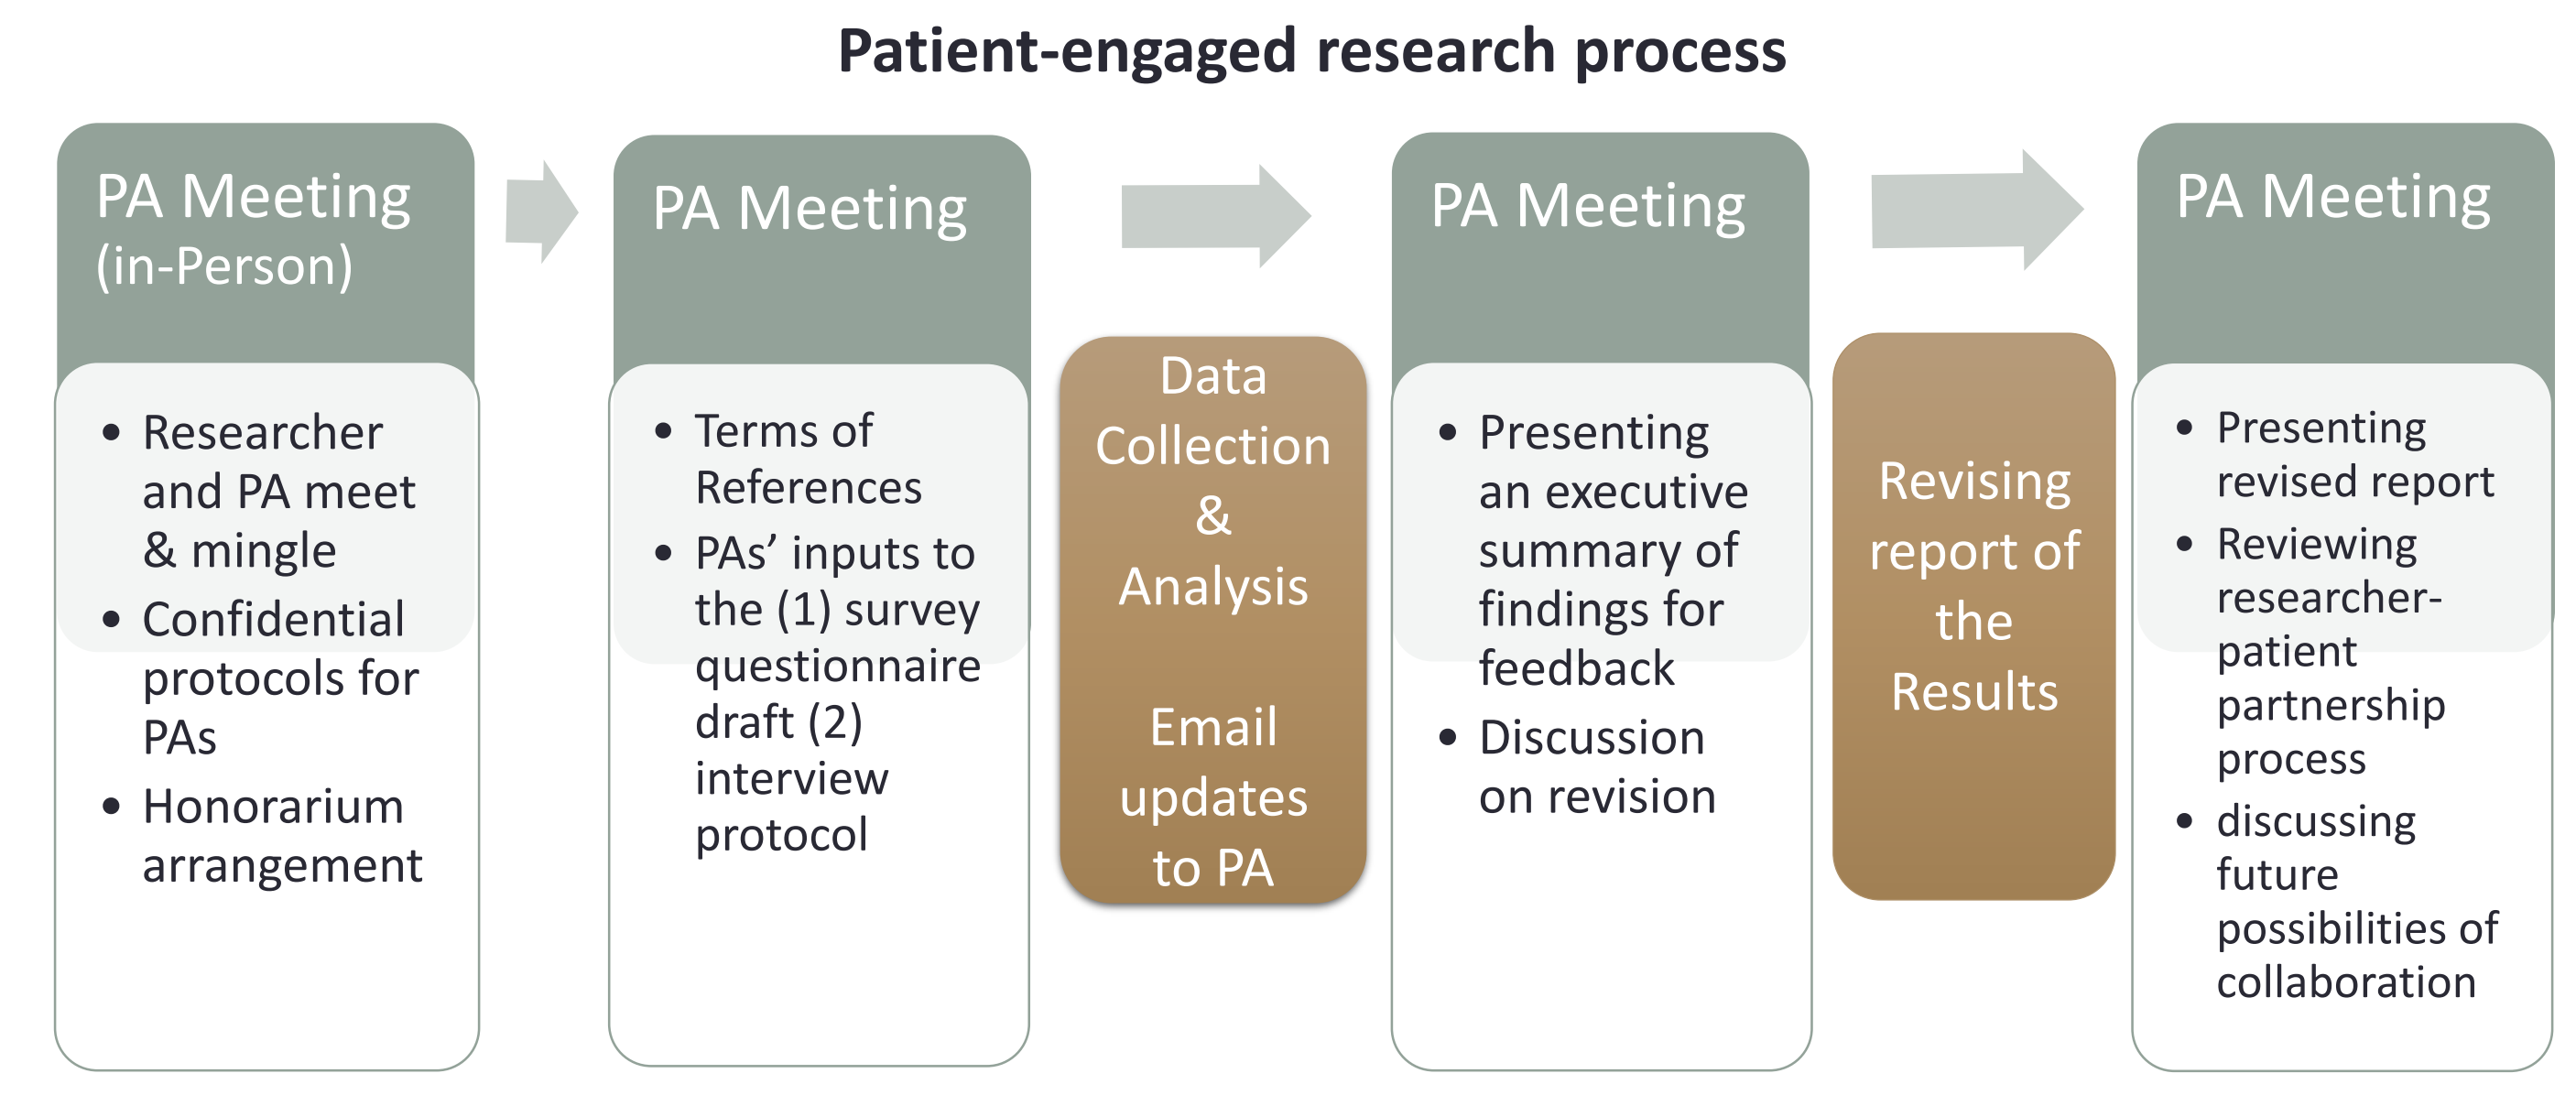 Patient-engaged research process
PA Meeting
(in-Person)
• Researcher
and PA meet
& mingle
• Confidential
protocols for
PAs
• Honorarium
arrangement
PA Meeting
• Terms of
References
• PAs’ inputs to
the (1) survey
questionnaire
draft (2)
interview
protocol
Data
Collection
&
Analysis
Email
updates
to PA
PA Meeting
• Presenting
an executive
summary of
findings for
feedback
• Discussion
on revision
Revising
report of
the
Results
PA Meeting
• Presenting
revised report
• Reviewing
researcher-
patient
partnership
process
• discussing
future
possibilities of
collaboration